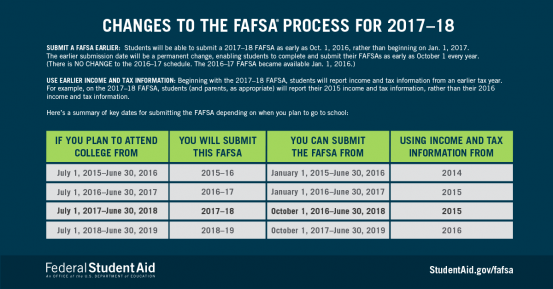 CHANGES TO THE FAFSA® PROCESS FOR 2017–18
SUBMIT A FAFSA EARLIER: Students will be able to submit a 2017–18 FAFSA as early as Oct. 1, 2016, rather than beginning on Jan. 1, 2017.
The earlier submission date will be a permanent change, enabling students to complete and submit their FAFSAs as early as October 1 every year.
(There is NO CHANGE to the 2016–17 schedule. The 2016–17 FAFSA became available Jan. 1, 2016.)
USE EARLIER INCOME AND TAX INFORMATION: Beginning with the 2017–18 FAFSA, students will report income and tax information from an earlier tax year.
For example, on the 2017–18 FAFSA, students (and parents, as appropriate) will report their 2015 income and tax information, rather than their 2016
income and tax information.
Here's a summary of key dates for submitting the FAFSA depending on when you plan to go to school:
IF YOU PLAN TO ATTEND
COLLEGE FROM
YOU WILL SUBMIT
THIS FAFSA
YOU CAN SUBMIT
THE FAFSA FROM
USING INCOME AND TAX
INFORMATION FROM
July 1, 2015–June 30, 2016 2015–16 January 1, 2015–June 30, 2016 2014
July 1, 2016–June 30, 2017 2016–17 January 1, 2016–June 30, 2017 2015
July 1, 2017–June 30, 2018 2017–18 October 1, 2016–June 30, 2018 2015
July 1, 2018–June 30, 2019 2018–19 October 1, 2017–June 30, 2019 2016
Federal Student Aid
An OFFICE of the U.S. DEPARTMENT of EDUCATION
StudentAid.gov/fafsa